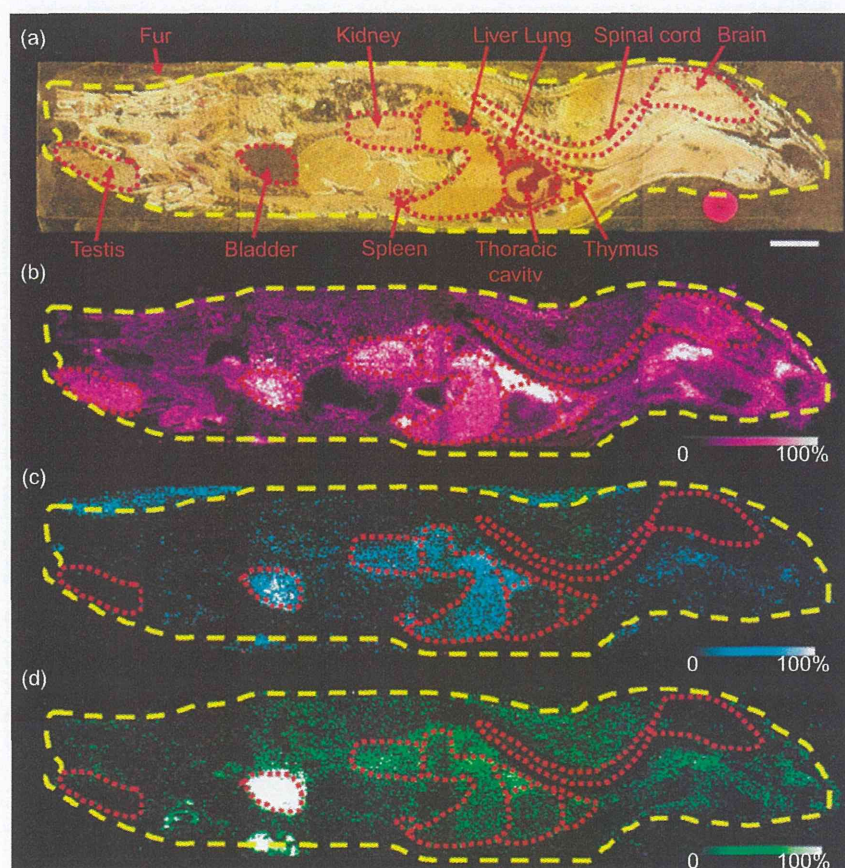 (a)
Fur
Kidney
Liver Lung
Spinal cord
Brain
Testis
Bladder
Spleen
Thoracic
cavity
Thymus
(b)
0
100%
(c)
0
100%
(d)
0
100%